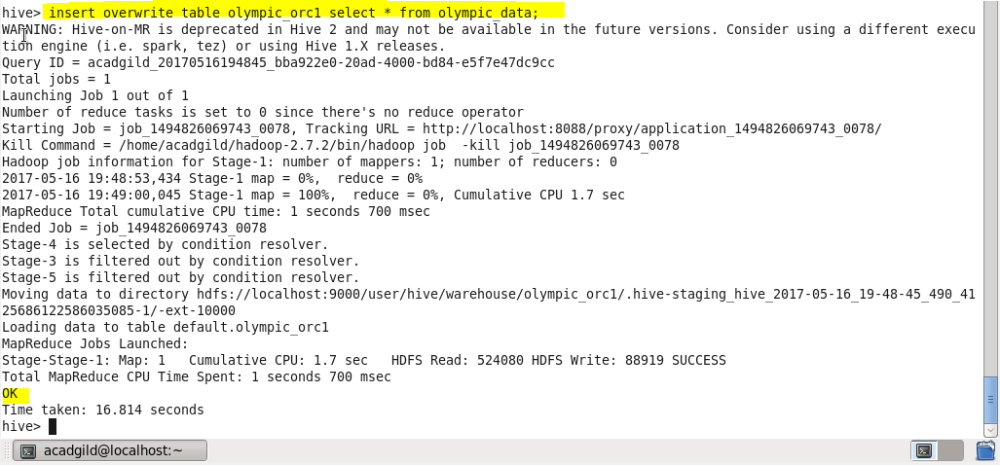 hive> insert overwrite table olympic_orc1 select * from olympic_data;
WARNING: Hive-on-MR is deprecated in Hive 2 and may not be available in the future versions. Consider using a different execu
tion engine (i.e. spark, tez) or using Hive 1.X releases.
Query ID = acadgild_20170516194845_bba922e0-20ad-4000-bd84-e5f7e47dc9cc
Total jobs = 1
Launching Job 1 out of 1
Number of reduce tasks is set to 0 since there's no reduce operator
Starting Job = job_1494826069743_0078, Tracking URL = http://localhost:8088/proxy/application_1494826069743_0078/
Kill Command = /home/acadgild/hadoop-2.7.2/bin/hadoop job  -kill job_1494826069743_0078
Hadoop job information for Stage-1: number of mappers: 1; number of reducers: 0
2017-05-16 19:48:53,434 Stage-1 map = 0%,  reduce = 0%
2017-05-16 19:49:00,045 Stage-1 map = 100%,  reduce = 0%, Cumulative CPU 1.7 sec
MapReduce Total cumulative CPU time: 1 seconds 700 msec
Ended Job = job_1494826069743_0078
Stage-4 is selected by condition resolver.
Stage-3 is filtered out by condition resolver.
Stage-5 is filtered out by condition resolver.
Moving data to directory hdfs://localhost:9000/user/hive/warehouse/olympic_orc1/.hive-staging_hive_2017-05-16_19-48-45_490_41
25686122586035085-1/-ext-10000
Loading data to table default.olympic_orc1
MapReduce Jobs Launched:
Stage-Stage-1: Map: 1   Cumulative CPU: 1.7 sec   HDFS Read: 524080 HDFS Write: 88919 SUCCESS
Total MapReduce CPU Time Spent: 1 seconds 700 msec
OK
Time taken: 16.814 seconds
hive>
acadgild@localhost:~